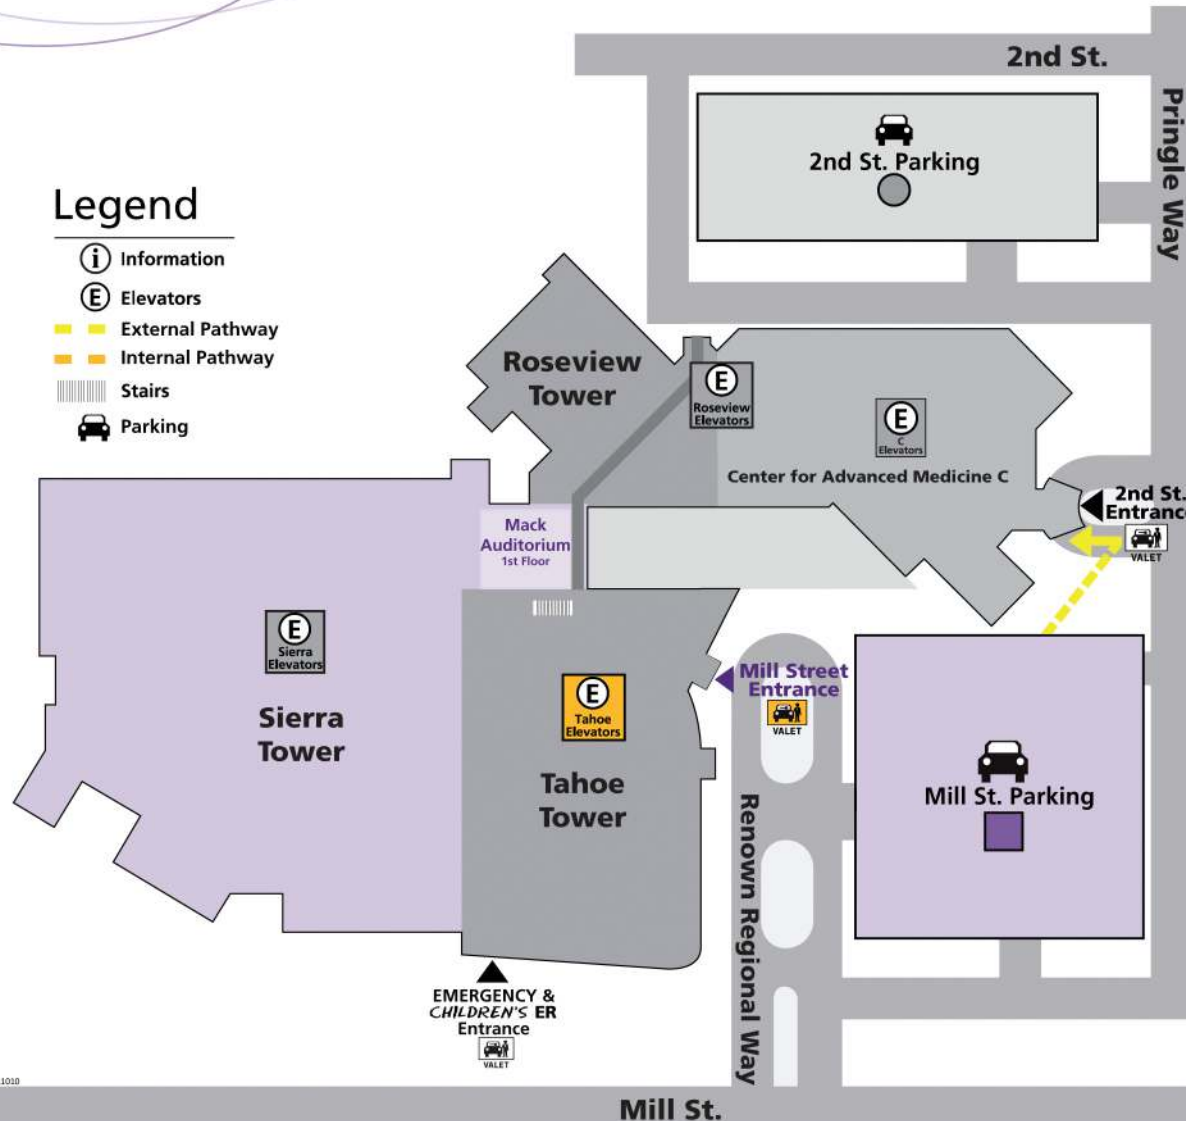 2nd St.
Pringle Way
2nd St. Parking
Legend
i Information
E Elevators
External Pathway
Internal Pathway
Stairs
Parking
Roseview
Tower
E
Roseview
Elevators
E
C
Elevators
Center for Advanced Medicine C
2nd St.
Entranc
VALET
Mack
Auditorium
1st Floor
E
Sierra
Elevators
Sierra
Tower
E
Tahoe
Elevators
Tahoe
Tower
Mill Street
Entrance
VALET
Mill St. Parking
Renown Regional Way
EMERGENCY &
CHILDREN'S ER
Entrance
VALET
1010
Mill St.